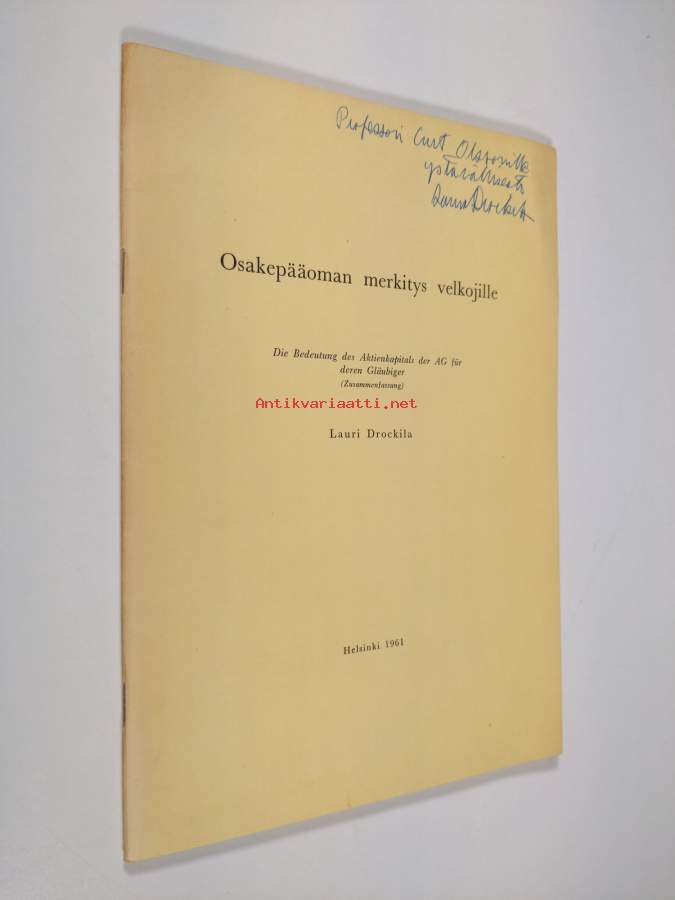 Professori Curt Olssonille
ystävällisesti
Lauri Drockila
Osakepääoman merkitys velkojille
Die Bedeutung des Aktienkapitals der AG für
deren Gläubiger
(Zusammenfassung)
Antikvariaatti.net
Lauri Drockila
Helsinki 1961